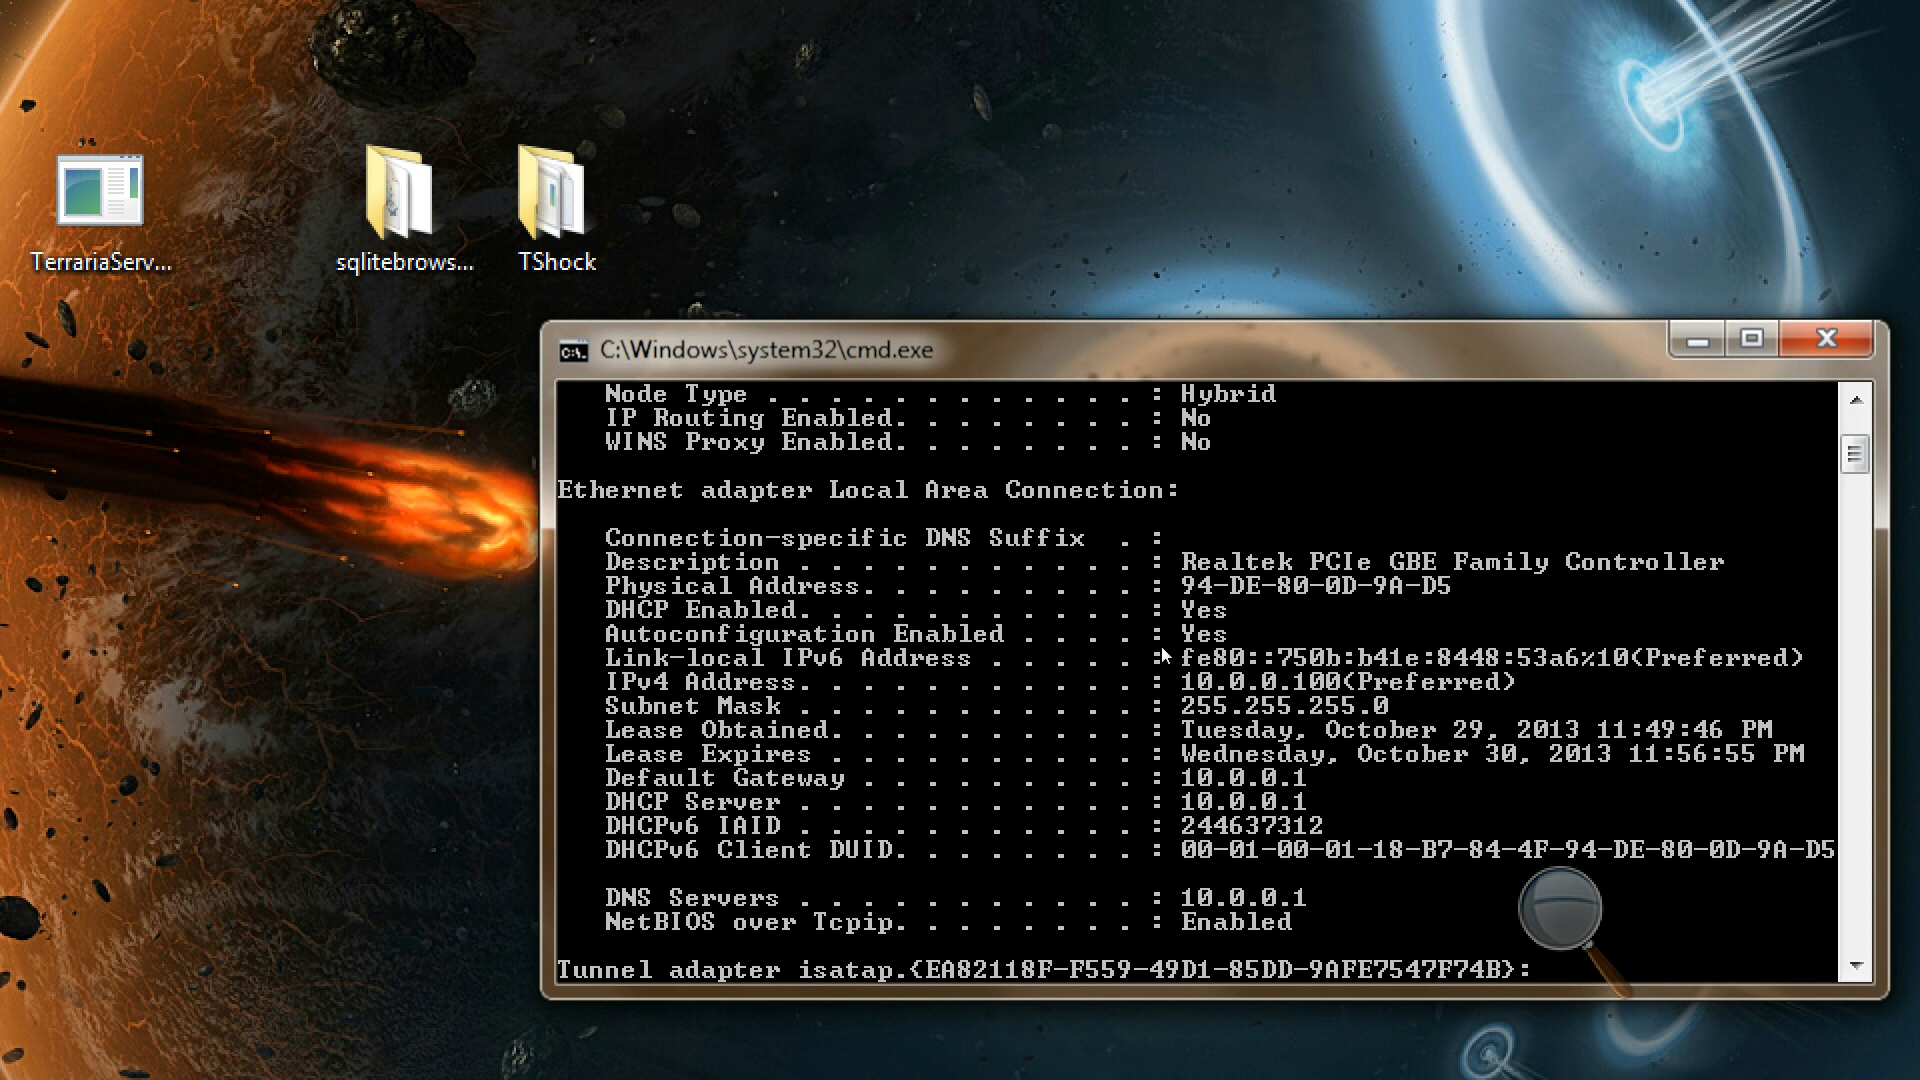 TerrariaServ...
sqlitebrows...
TShock
C:\Windows\system32\cmd.exe
Node Type . . . . . . . . . . . . : Hybrid
IP Routing Enabled. . . . . . . . : No
WINS Proxy Enabled. . . . . . . . : No
Ethernet adapter Local Area Connection:
Connection-specific DNS Suffix  . :
Description . . . . . . . . . . . : Realtek PCIe GBE Family Controller
Physical Address. . . . . . . . . : 94-DE-80-0D-9A-D5
DHCP Enabled. . . . . . . . . . . : Yes
Autoconfiguration Enabled . . . . : Yes
Link-local IPv6 Address . . . . . : fe80::750b:b41e:8448:53a6%10(Preferred)
IPv4 Address. . . . . . . . . . . : 10.0.0.100(Preferred)
Subnet Mask . . . . . . . . . . . : 255.255.255.0
Lease Obtained. . . . . . . . . . : Tuesday, October 29, 2013 11:49:46 PM
Lease Expires . . . . . . . . . . : Wednesday, October 30, 2013 11:56:55 PM
Default Gateway . . . . . . . . . : 10.0.0.1
DHCP Server . . . . . . . . . . . : 10.0.0.1
DHCPv6 IAID . . . . . . . . . . . : 244637312
DHCPv6 Client DUID. . . . . . . . : 00-01-00-01-18-B7-84-4F-94-DE-80-0D-9A-D5
DNS Servers . . . . . . . . . . . : 10.0.0.1
NetBIOS over Tcpip. . . . . . . . : Enabled
Tunnel adapter isatap.{EA82118F-F559-49D1-85DD-9AFE7547F74B}: